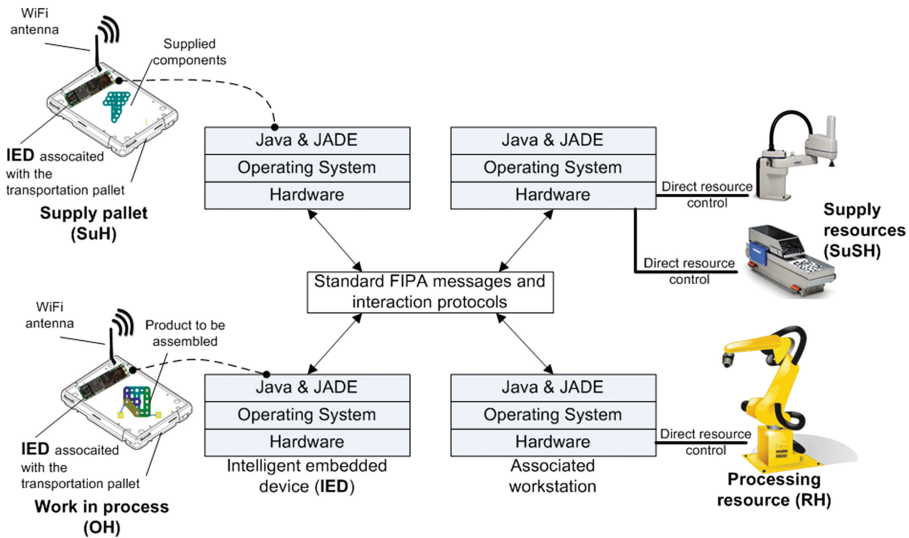 WiFi
antenna
Supplied
components
IED assocaited
with the
transportation pallet
Supply pallet
(SuH)
Java & JADE
Operating System
Hardware
Java & JADE
Operating System
Hardware
Direct resource
control
Supply
resources
(SuSH)
Direct resource
control
Standard FIPA messages and
interaction protocols
WiFi
antenna
Product to be
assembled
IED assocaited
with the
transportation pallet
Work in process
(OH)
Java & JADE
Operating System
Hardware
Intelligent embedded
device (IED)
Java & JADE
Operating System
Hardware
Associated
workstation
Direct resource
control
Processing
resource (RH)